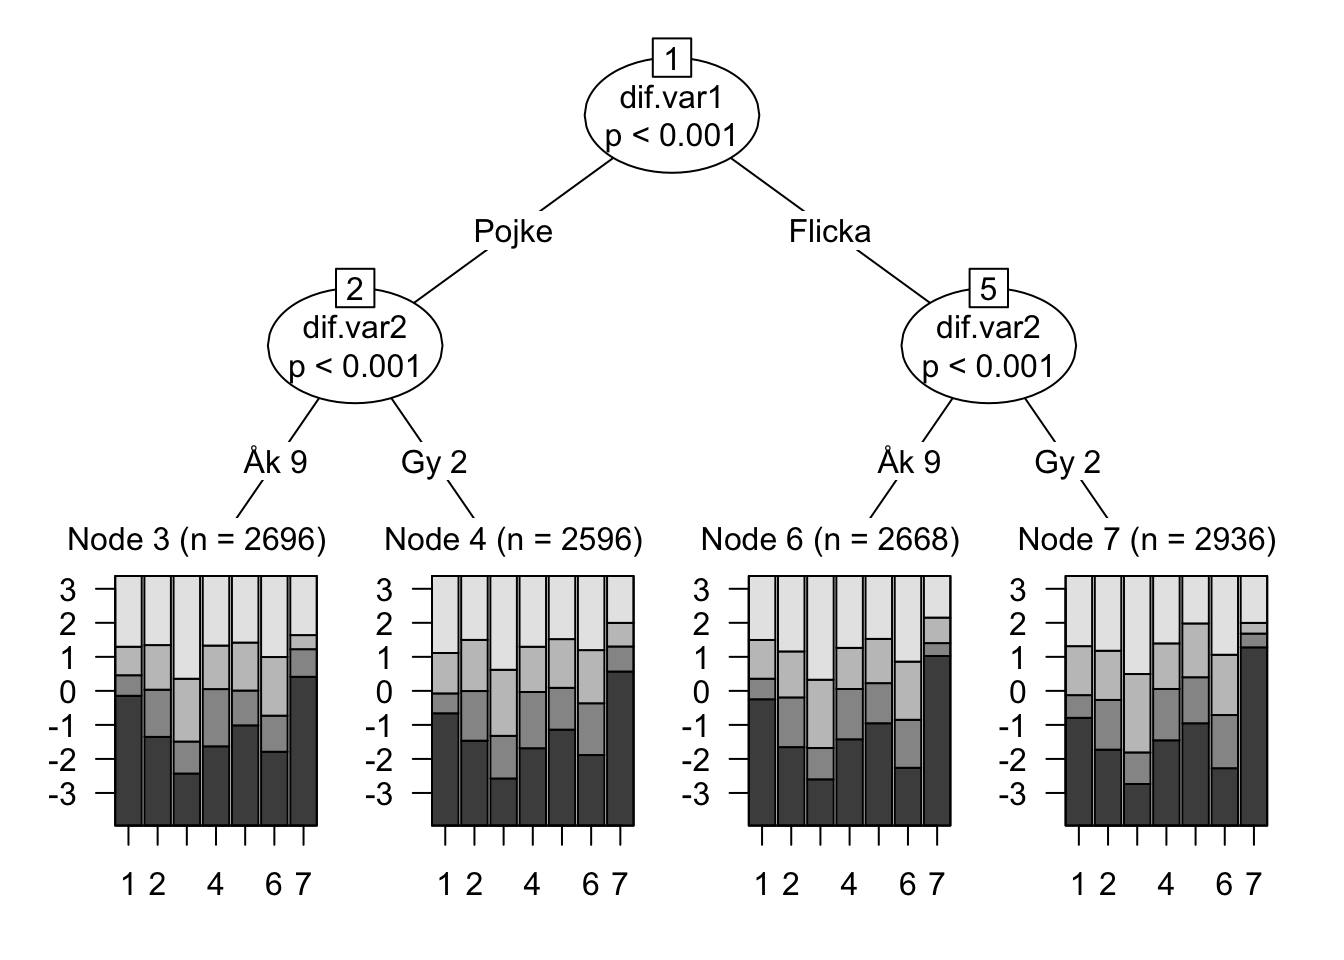 1
dif.var1
p < 0.001
Pojke
Flicka
2
dif.var2
p < 0.001
5
dif.var2
p < 0.001
Åk 9
Gy 2
Åk 9
Gy 2
Node 3 (n = 2696)
3
2
1
0
-1
-2
-3
1 2 4 6 7
Node 4 (n = 2596)
3
2
1
0
-1
-2
-3
1 2 4 6 7
Node 6 (n = 2668)
3
2
1
0
-1
-2
-3
1 2 4 6 7
Node 7 (n = 2936)
3
2
1
0
-1
-2
-3
1 2 4 6 7